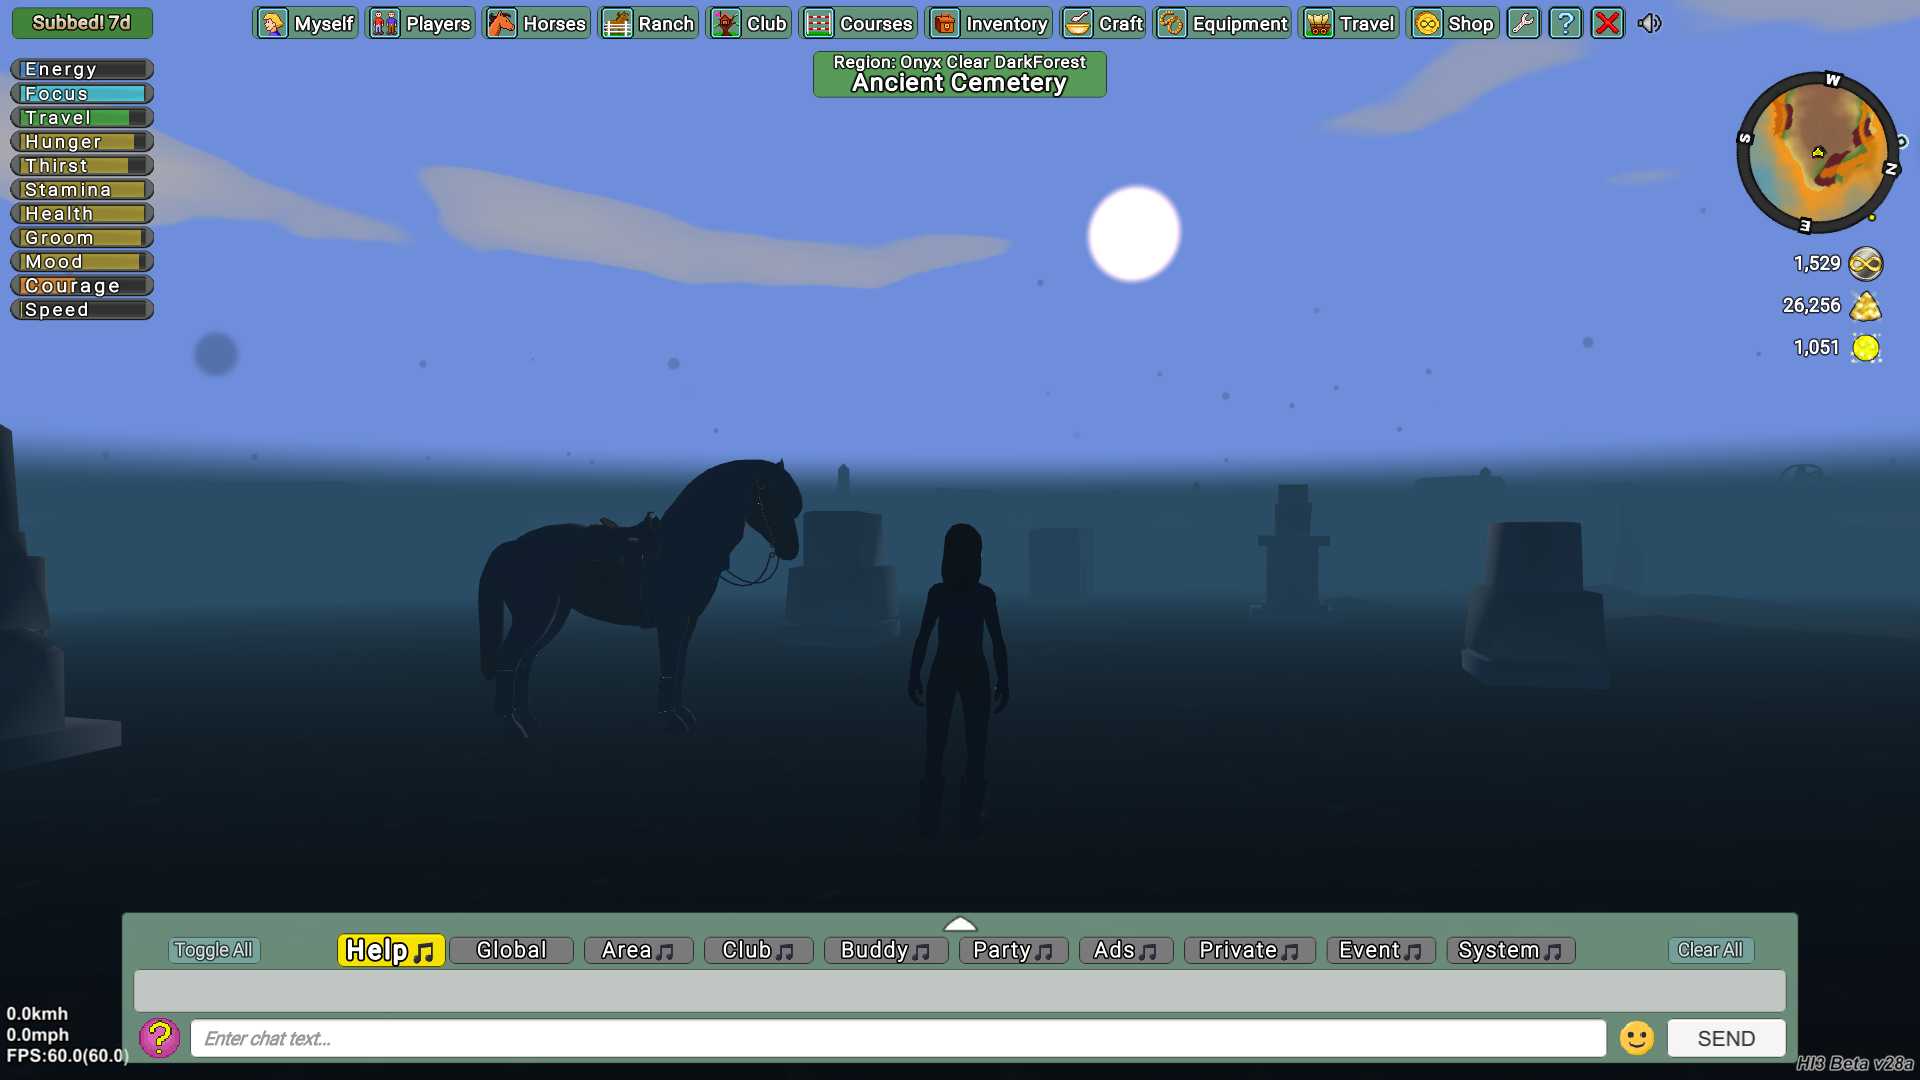 Subbed! 7d
Myself Players Horses Ranch Club Courses Inventory Craft Equipment Travel Shop
Region: Onyx Clear DarkForest
Ancient Cemetery
Energy
Focus
Travel
Hunger
Thirst
Stamina
Health
Groom
Mood
Courage
Speed
W
S
N
E
1,529
26,256
1,051
Toggle All Help Global Area Club Buddy Party Ads Private Event System Clear All
0.0kmh
0.0mph
FPS:60.0(60.0)
Enter chat text...
SEND
HI3 Beta v28a